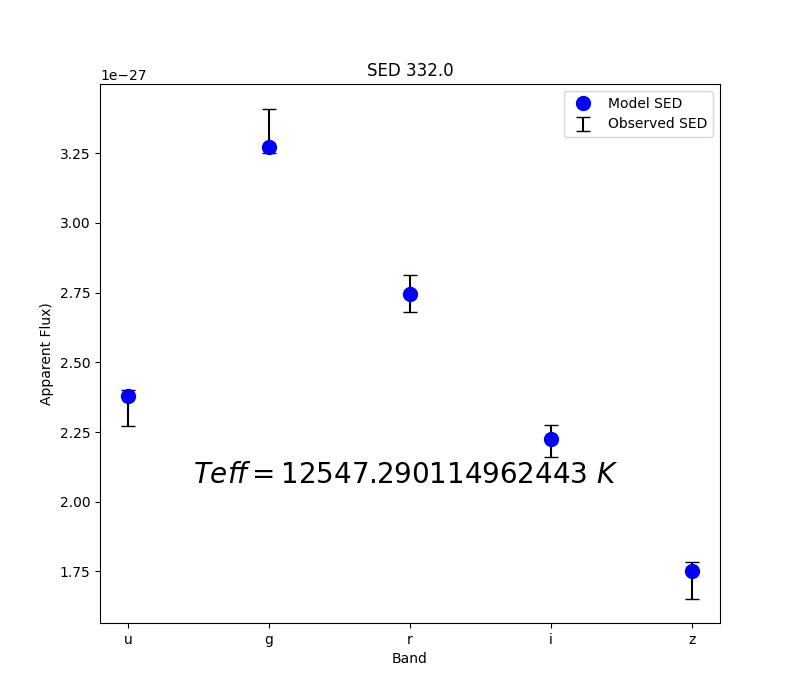 SED 332.0
1e−27
Model SED
Observed SED
3.25
3.00
2.75
2.50
2.25
2.00
1.75
Apparent Flux)
Teff = 12547.290114962443 K
u g r i z
Band